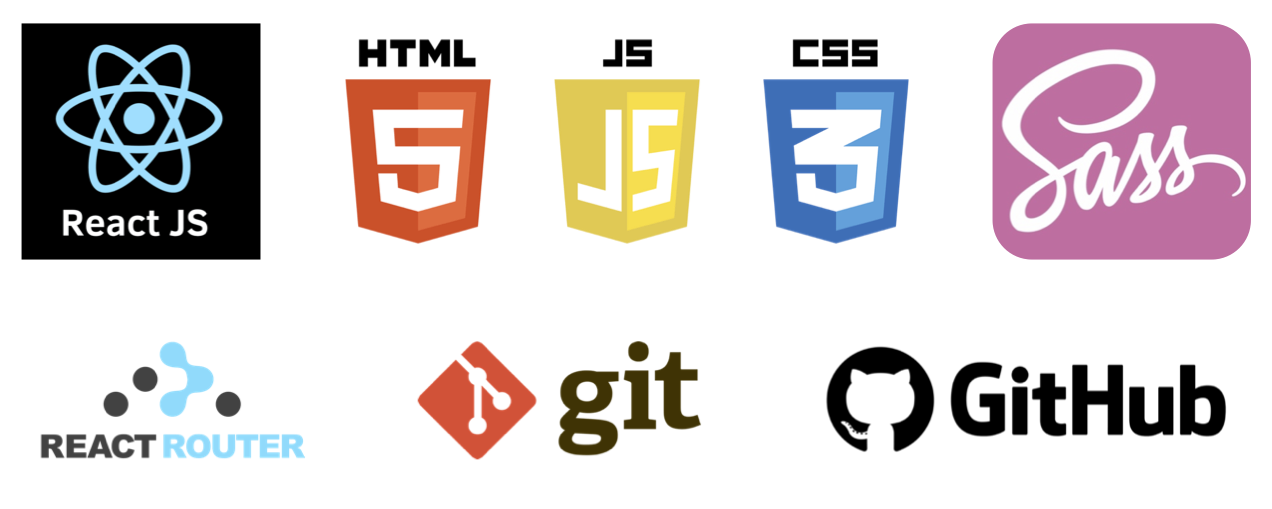 HTML JS CSS
5 JS 3
Sass
React JS
REACT ROUTER
git
GitHub